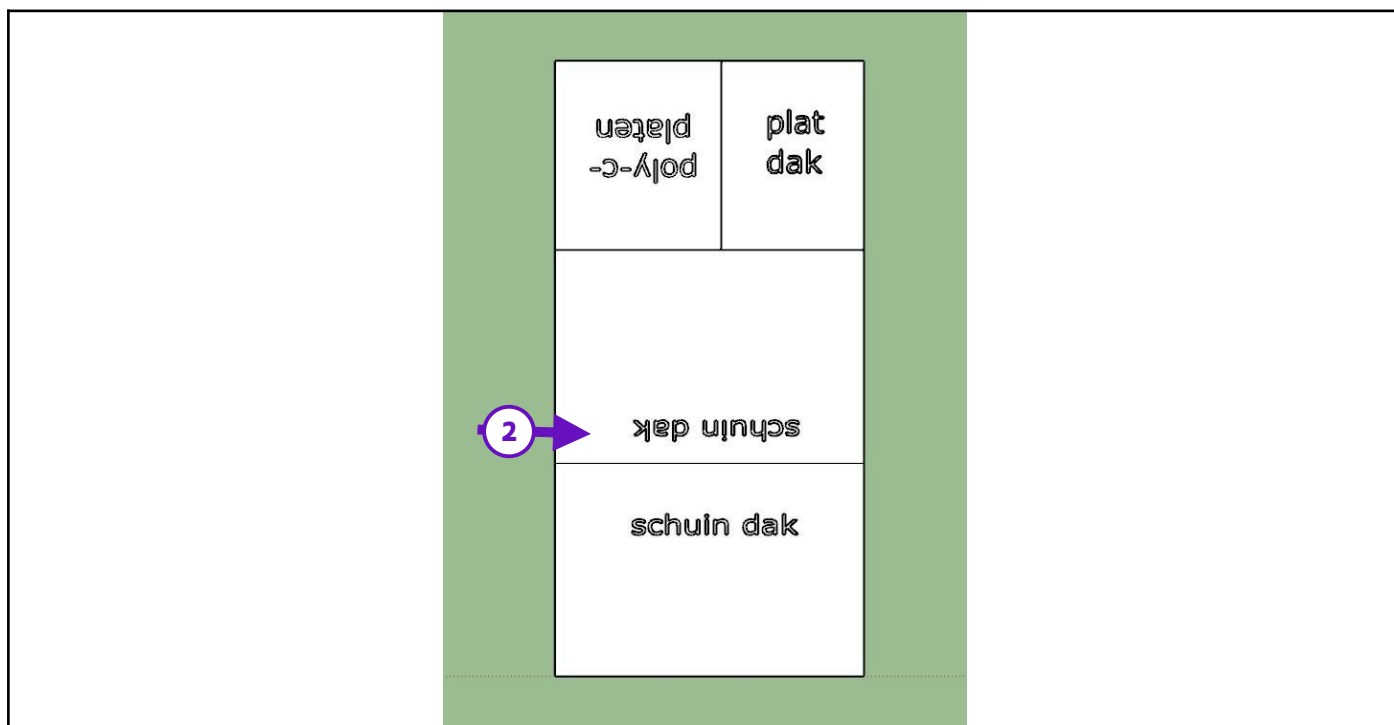 poly-c-
platen
plat
dak
2
schuin dak
schuin dak